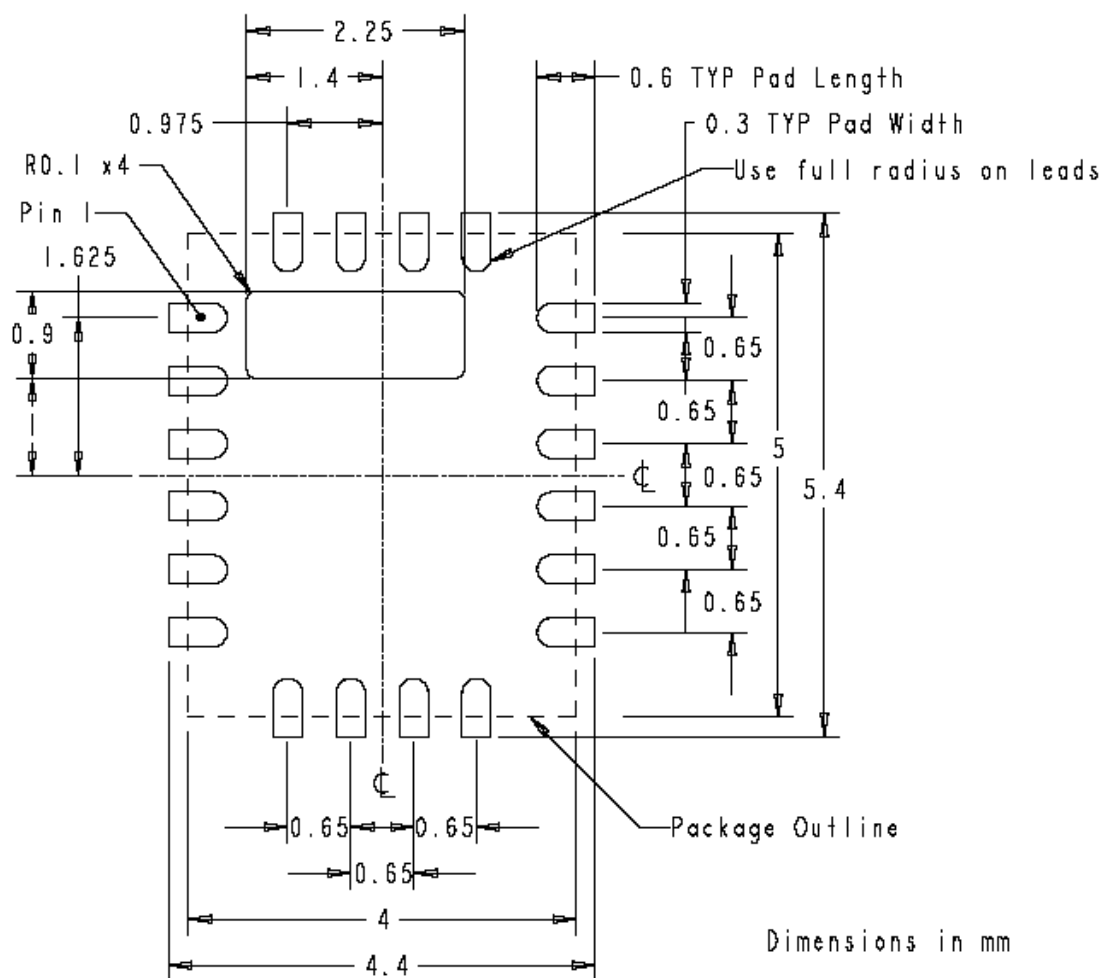 2.25
1.4
0.6 TYP Pad Length
0.975
0.3 TYP Pad Width
R0.1 x4
Use full radius on leads
Pin 1
1.625
0.9
0.65
0.65
5
0.65
5.4
0.65
0.65
0.65
0.65
Package Outline
0.65
4
Dimensions in mm
4.4